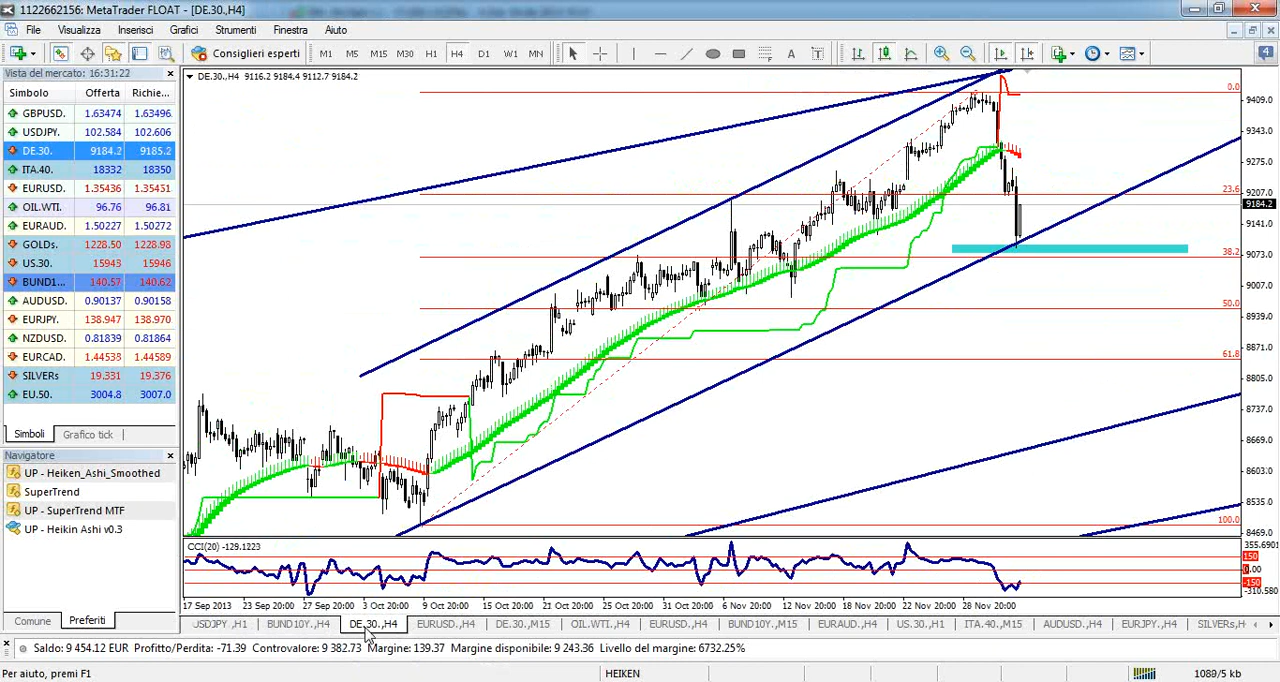 1122662156: MetaTrader FLOAT - [DE.30.,H4]
File Visualizza Inserisci Grafici Strumenti Finestra Aiuto
Consiglieri esperti M1 M5 M15 M30 H1 H4 D1 W1 MN A T 4
Vista del mercato: 16:31:22
Simbolo Offerta Richie...
GBPUSD. 1.63474 1.63496
USDJPY. 102.584 102.606
DE.30. 9184.2 9185.2
ITA.40. 18332 18350
EURUSD. 1.35436 1.35431
OIL.WTI. 96.76 96.81
EURAUD. 1.50227 1.50272
GOLDs. 1228.50 1228.98
US.30. 15943 15946
BUND1... 140.57 140.62
AUDUSD. 0.90137 0.90158
EURJPY. 138.947 138.970
NZDUSD. 0.81839 0.81864
EURCAD. 1.44538 1.44589
SILVERs 19.331 19.376
EU.50. 3004.8 3007.0
Simboli Grafico tick
Navigatore
UP - Heiken_Ashi_Smoothed
SuperTrend
UP - SuperTrend MTF
UP - Heikin Ashi v0.3
Comune Preferiti
DE.30.,H4 9116.2 9184.4 9112.7 9184.2
0.0
23.6
38.2
50.0
61.8
100.0
9409.0
9343.0
9275.0
9207.0
9184.2
9141.0
9073.0
9007.0
8939.0
8871.0
8805.0
8737.0
8669.0
8603.0
8535.0
8469.0
CCI(20) -129.1223
355.6901
150
0.00
-150
-310.580
17 Sep 2013 23 Sep 20:00 27 Sep 20:00 3 Oct 20:00 9 Oct 20:00 15 Oct 20:00 21 Oct 20:00 25 Oct 20:00 31 Oct 20:00 6 Nov 20:00 12 Nov 20:00 18 Nov 20:00 22 Nov 20:00 28 Nov 20:00
USDJPY.,H1 BUND10Y.,H4 DE.30.,H4 EURUSD.,H4 DE.30.,M15 OIL.WTI.,H4 EURUSD.,H4 BUND10Y.,M15 EURAUD.,H4 US.30.,H1 ITA.40.,M15 AUDUSD.,H4 EURJPY.,H4 SILVERs,H
Saldo: 9 454.12 EUR Profitto/Perdita: -71.39 Controvalore: 9 382.73 Margine: 139.37 Margine disponibile: 9 243.36 Livello del margine: 6732.25%
Per aiuto, premi F1 HEIKEN 1089/5 kb